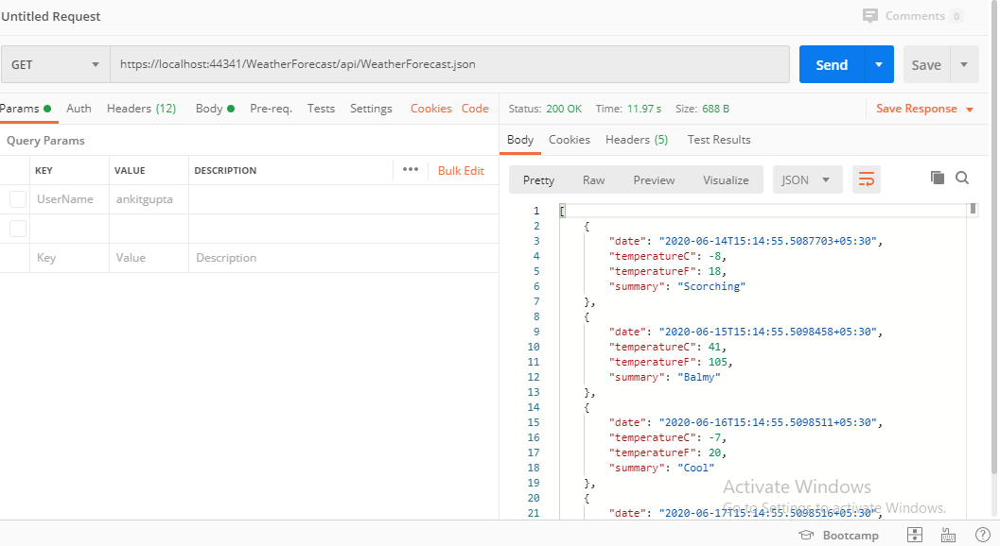 Untitled Request
Comments 0
GET
https://localhost:44341/WeatherForecast/api/WeatherForecast.json
Send
Save
Params
Auth
Headers (12)
Body
Pre-req.
Tests
Settings
Cookies
Code
Query Params
KEY
VALUE
DESCRIPTION
Bulk Edit
UserName
ankitgupta
Key
Value
Description
Status: 200 OK Time: 11.97 s Size: 688 B
Save Response
Body
Cookies
Headers (5)
Test Results
Pretty
Raw
Preview
Visualize
JSON
1 [
2 {
3 "date": "2020-06-14T15:14:55.5087703+05:30",
4 "temperatureC": -8,
5 "temperatureF": 18,
6 "summary": "Scorching"
7 },
8 {
9 "date": "2020-06-15T15:14:55.5098458+05:30",
10 "temperatureC": 41,
11 "temperatureF": 105,
12 "summary": "Balmy"
13 },
14 {
15 "date": "2020-06-16T15:14:55.5098511+05:30",
16 "temperatureC": -7,
17 "temperatureF": 20,
18 "summary": "Cool"
19 },
20 {
21 "date": "2020-06-17T15:14:55.5098516+05:30",
Activate Windows
Go to Settings to activate Windows.
Bootcamp